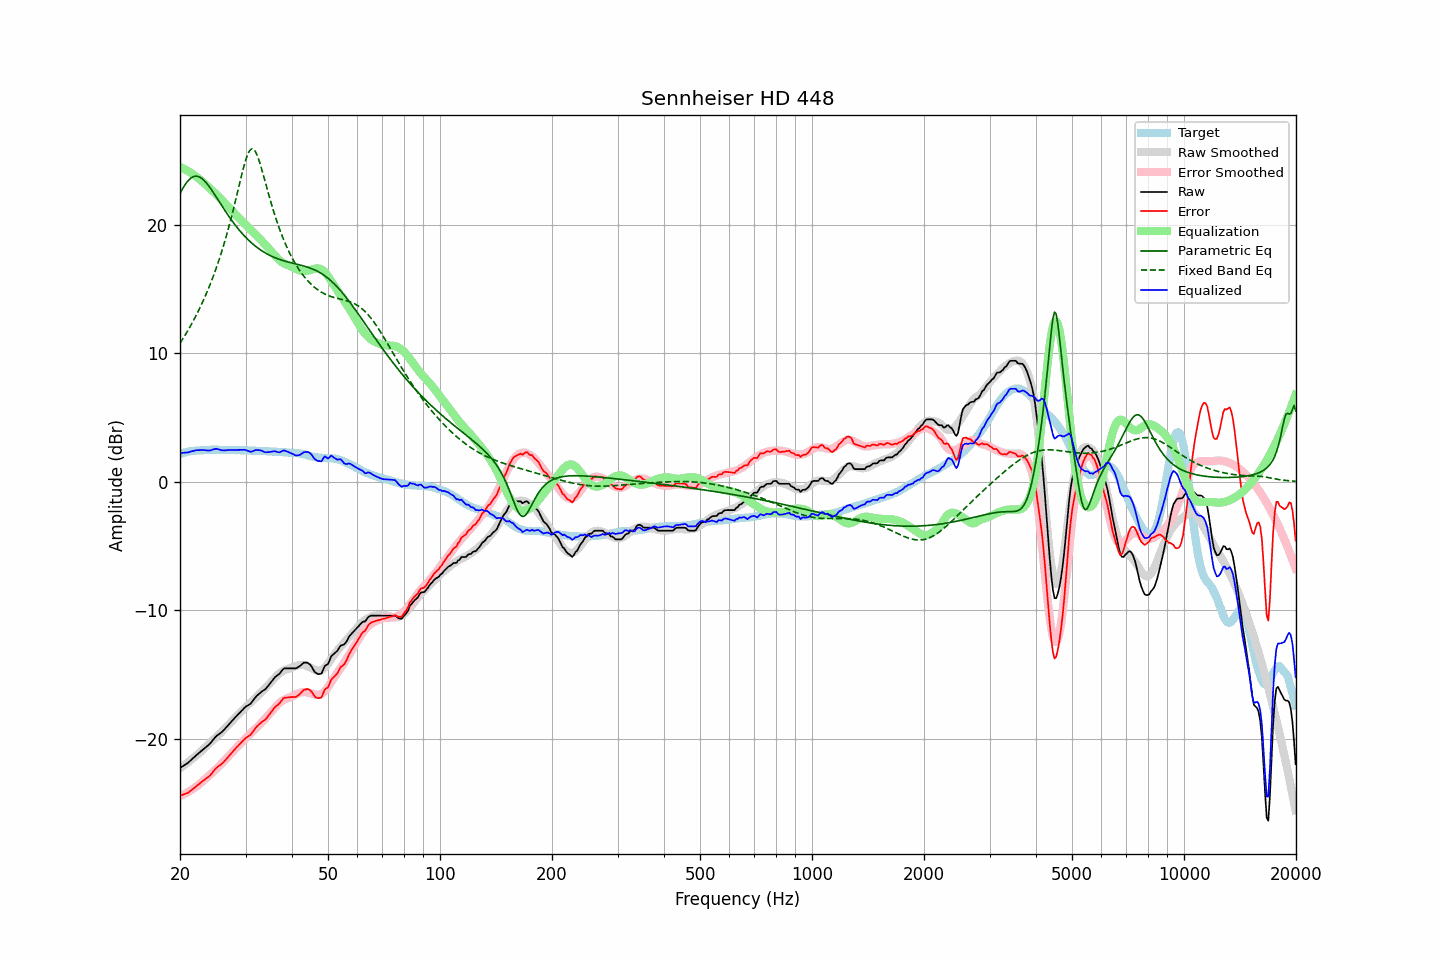 Sennheiser HD 448
Target
Raw Smoothed
Error Smoothed
Raw
Error
Equalization
Parametric Eq
Fixed Band Eq
Equalized
Amplitude (dBr)
20
10
0
−10
−20
20 50 100 200 500 1000 2000 5000 10000 20000
Frequency (Hz)